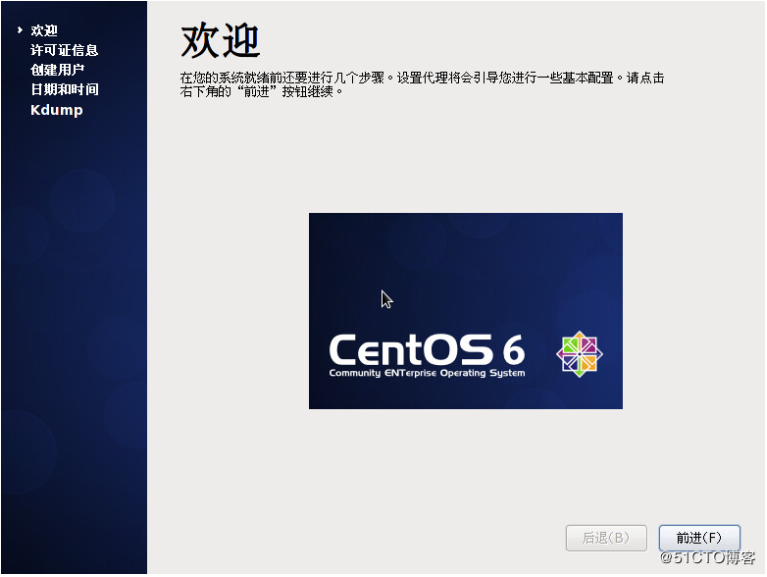 欢迎
许可证信息
创建用户
日期和时间
Kdump
欢迎
在您的系统就绪前还要进行几个步骤。设置代理将会引导您进行一些基本配置。请点击
右下角的“前进”按钮继续。
CentOS 6
Community ENTerprise Operating System
后退(B)
前进(F)
@51CTO博客